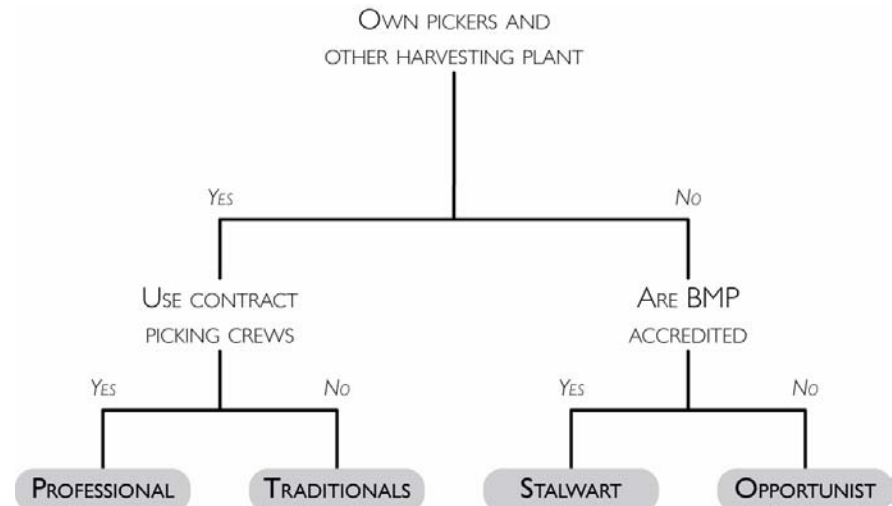 OWN PICKERS AND
OTHER HARVESTING PLANT
YES
NO
USE CONTRACT
PICKING CREWS
ARE BMP
ACCREDITED
YES
NO
YES
NO
PROFESSIONAL
TRADITIONALS
STALWART
OPPORTUNIST